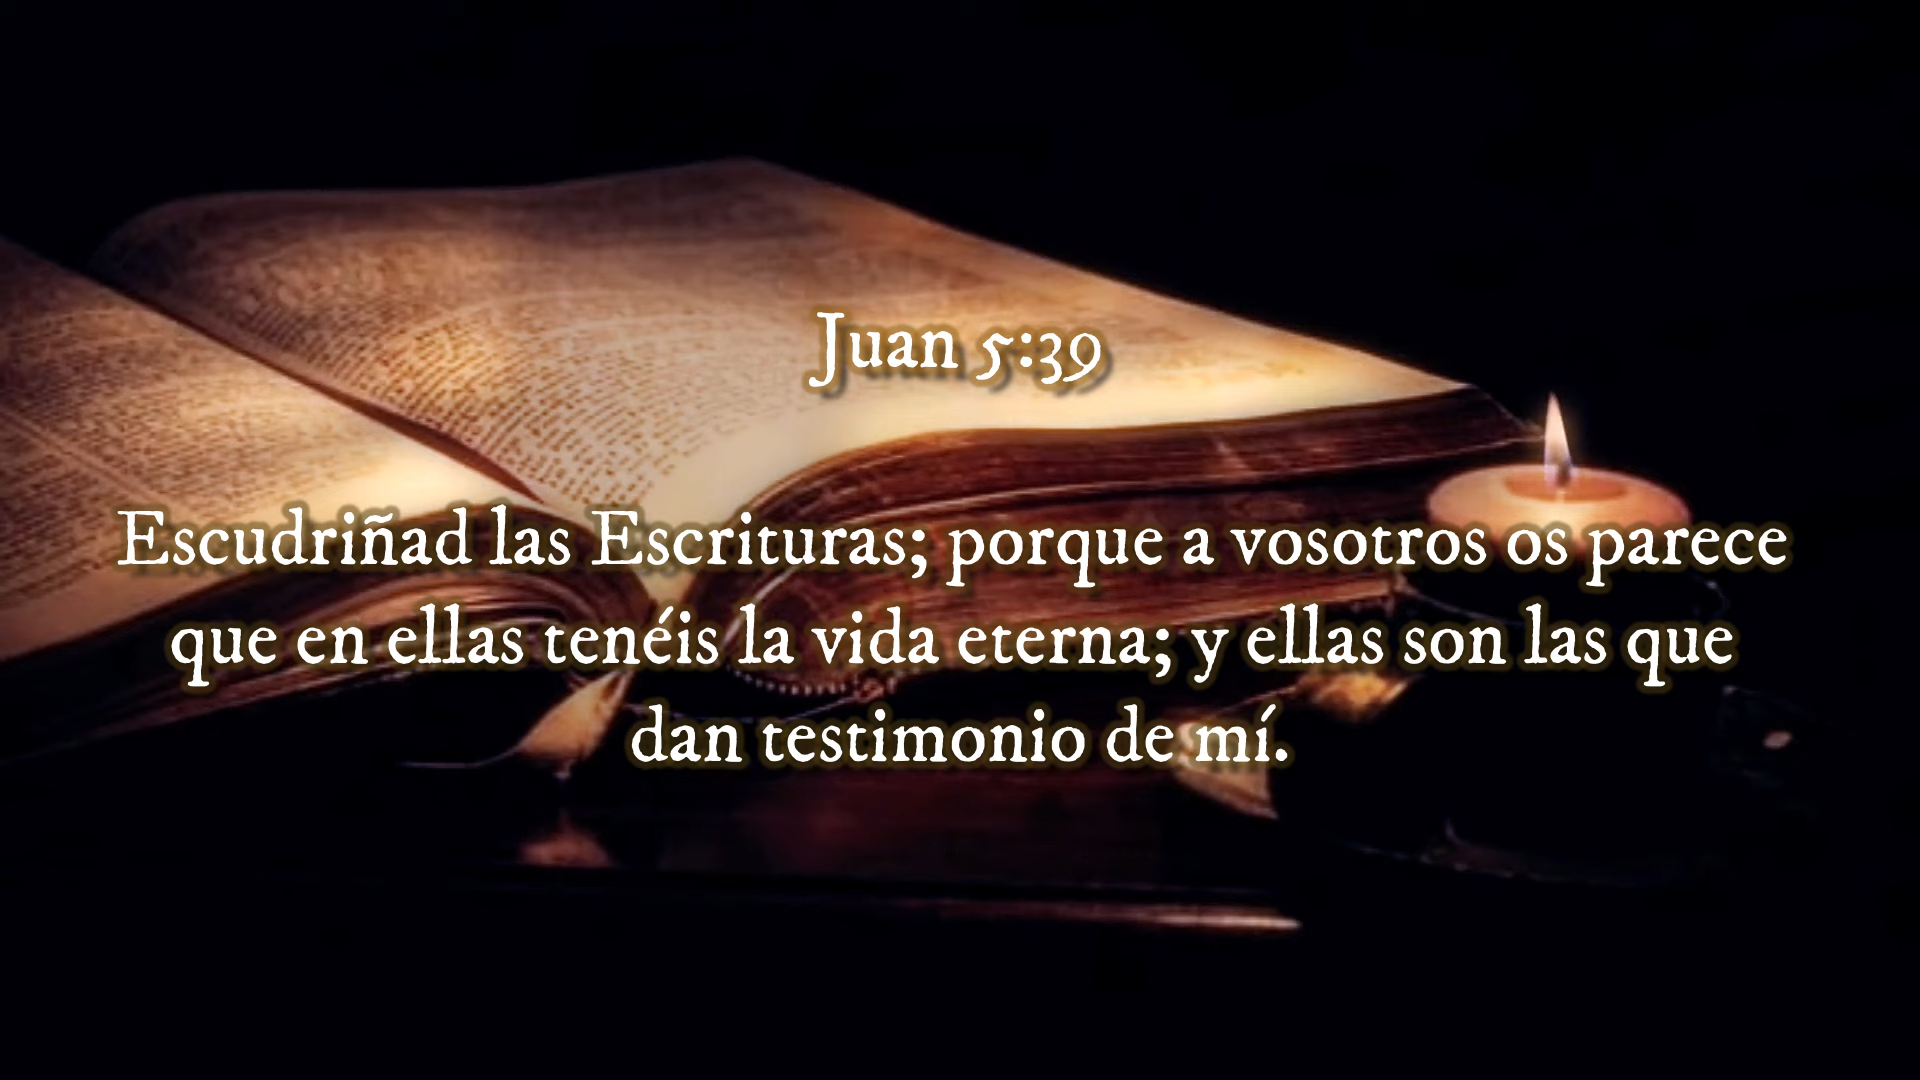 Juan 5:39
Escudriñad las Escrituras; porque a vosotros os parece
que en ellas tenéis la vida eterna; y ellas son las que
dan testimonio de mí.